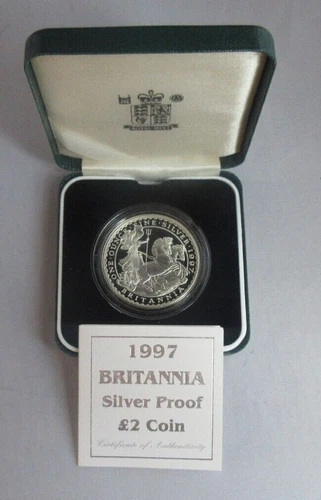 ROYAL MINT
ONE OUNCE FINE SILVER · 1997
BRITANNIA
1997
BRITANNIA
Silver Proof
£2 Coin
Certificate of Authenticity